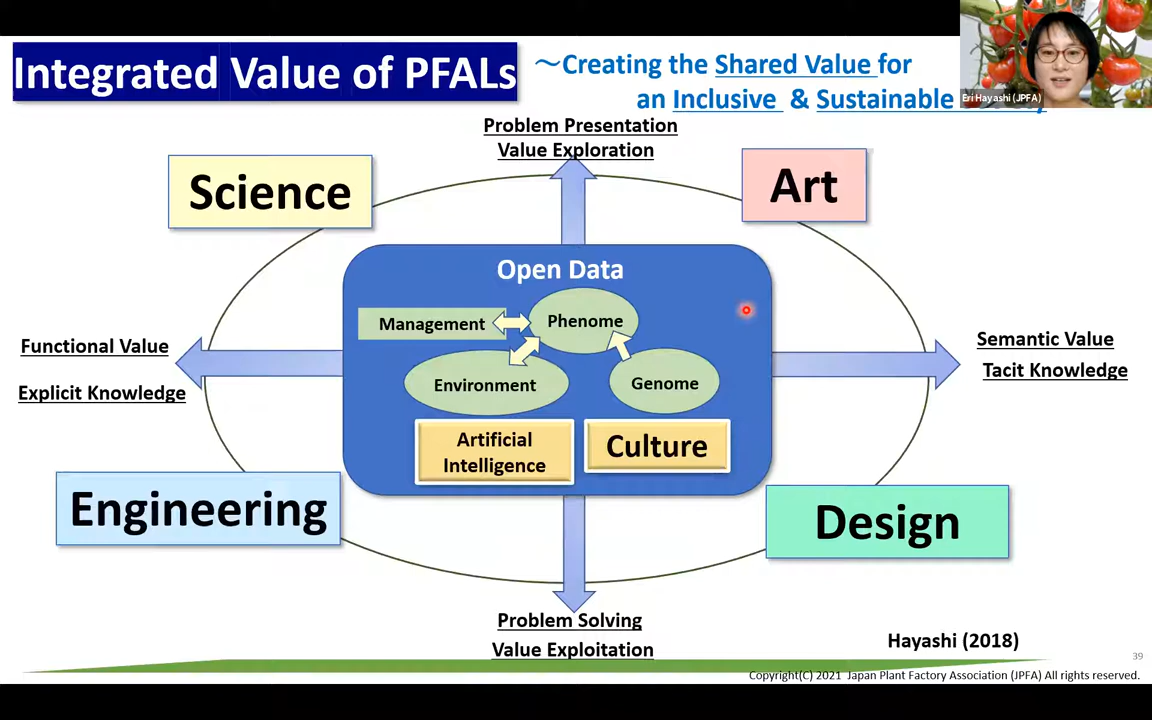 Integrated Value of PFALs
～Creating the Shared Value for
an Inclusive & Sustainable
Eri Hayashi (JPFA)
Problem Presentation
Value Exploration
Science
Art
Open Data
Management
Phenome
Environment
Genome
Artificial
Intelligence
Culture
Functional Value
Explicit Knowledge
Semantic Value
Tacit Knowledge
Engineering
Design
Problem Solving
Value Exploitation
Hayashi (2018)
39
Copyright(C) 2021 Japan Plant Factory Association (JPFA) All rights reserved.